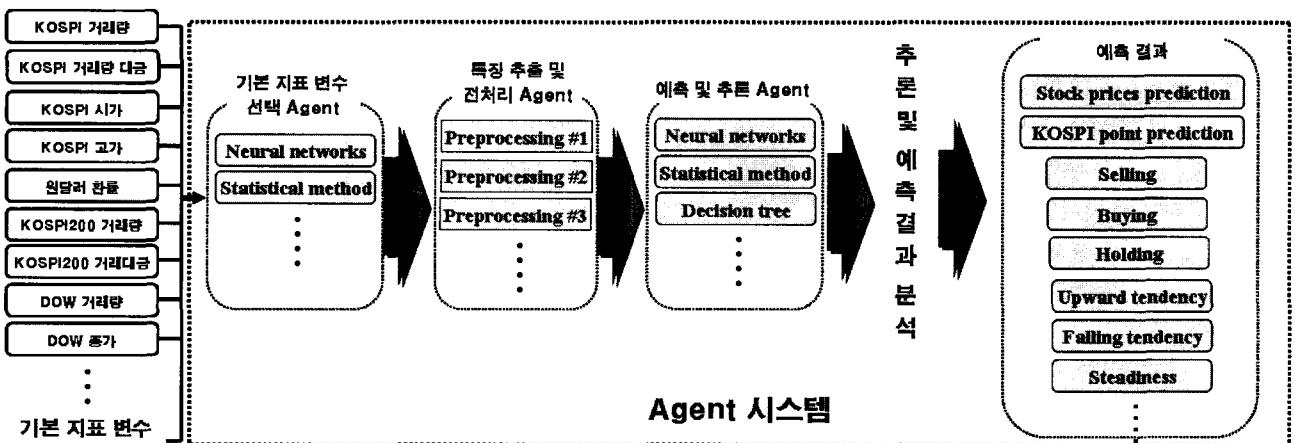 KOSPI 거래량
KOSPI 거래량 대금
KOSPI 시가
KOSPI 고가
원달러 환률
KOSPI200 거래량
KOSPI200 거래대금
DOW 거래량
DOW 종가
기본 지표 변수
기본 지표 변수
선택 Agent
Neural networks
Statistical method
특징 추출 및
전처리 Agent
Preprocessing #1
Preprocessing #2
Preprocessing #3
예측 및 추론 Agent
Neural networks
Statistical method
Decision tree
추론 및 예측결과 분석
예측 결과
Stock prices prediction
KOSPI point prediction
Selling
Buying
Holding
Upward tendency
Falling tendency
Steadiness
Agent 시스템